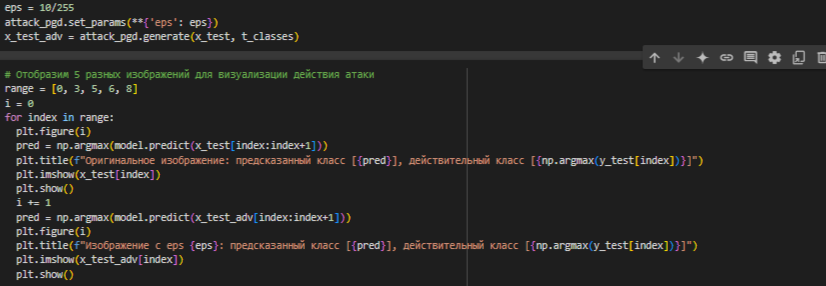 eps = 10/255
attack_pgd.set_params(**{'eps': eps})
x_test_adv = attack_pgd.generate(x_test, t_classes)
# Отобразим 5 разных изображений для визуализации действия атаки
range = [0, 3, 5, 6, 8]
i = 0
for index in range:
  plt.figure(i)
  pred = np.argmax(model.predict(x_test[index:index+1]))
  plt.title(f"Оригинальное изображение: предсказанный класс [{pred}], действительный класс [{np.argmax(y_test[index])}]")
  plt.imshow(x_test[index])
  plt.show()
  i += 1
  pred = np.argmax(model.predict(x_test_adv[index:index+1]))
  plt.figure(i)
  plt.title(f"Изображение с eps {eps}: предсказанный класс [{pred}], действительный класс [{np.argmax(y_test[index])}]")
  plt.imshow(x_test_adv[index])
  plt.show()